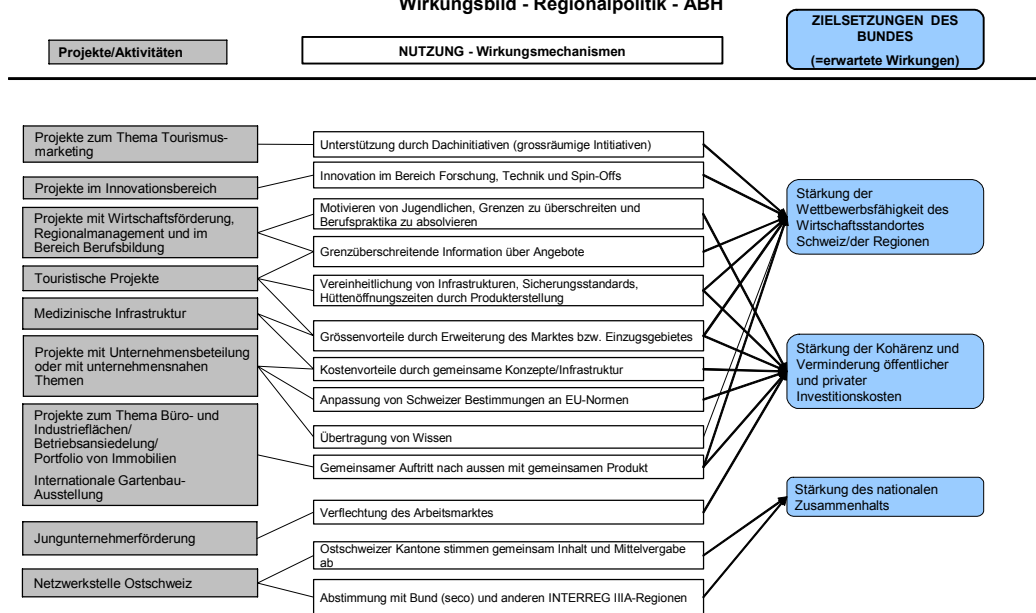 Wirkungsbild - Regionalpolitik - ABH
Projekte/Aktivitäten
NUTZUNG - Wirkungsmechanismen
ZIELSETZUNGEN DES
BUNDES
(=erwartete Wirkungen)
Projekte zum Thema Tourismus-
marketing
Projekte im Innovationsbereich
Projekte mit Wirtschaftsförderung,
Regionalmanagement und im
Bereich Berufsbildung
Touristische Projekte
Medizinische Infrastruktur
Projekte mit Unternehmensbeteilung
oder mit unternehmensnahen
Themen
Projekte zum Thema Büro- und
Industrieflächen/
Betriebsansiedelung/
Portfolio von Immobilien
Internationale Gartenbau-
Ausstellung
Jungunternehmerförderung
Netzwerkstelle Ostschweiz
Unterstützung durch Dachinitiativen (grossräumige Intitiativen)
Innovation im Bereich Forschung, Technik und Spin-Offs
Motivieren von Jugendlichen, Grenzen zu überschreiten und
Berufspraktika zu absolvieren
Grenzüberschreitende Information über Angebote
Vereinheitlichung von Infrastrukturen, Sicherungsstandards,
Hüttenöffnungszeiten durch Produkterstellung
Grössenvorteile durch Erweiterung des Marktes bzw. Einzugsgebietes
Kostenvorteile durch gemeinsame Konzepte/Infrastruktur
Anpassung von Schweizer Bestimmungen an EU-Normen
Übertragung von Wissen
Gemeinsamer Auftritt nach aussen mit gemeinsamen Produkt
Verflechtung des Arbeitsmarktes
Ostschweizer Kantone stimmen gemeinsam Inhalt und Mittelvergabe
ab
Abstimmung mit Bund (seco) und anderen INTERREG IIIA-Regionen
Stärkung der
Wettbewerbsfähigkeit des
Wirtschaftsstandortes
Schweiz/der Regionen
Stärkung der Kohärenz und
Verminderung öffentlicher
und privater
Investitionskosten
Stärkung des nationalen
Zusammenhalts